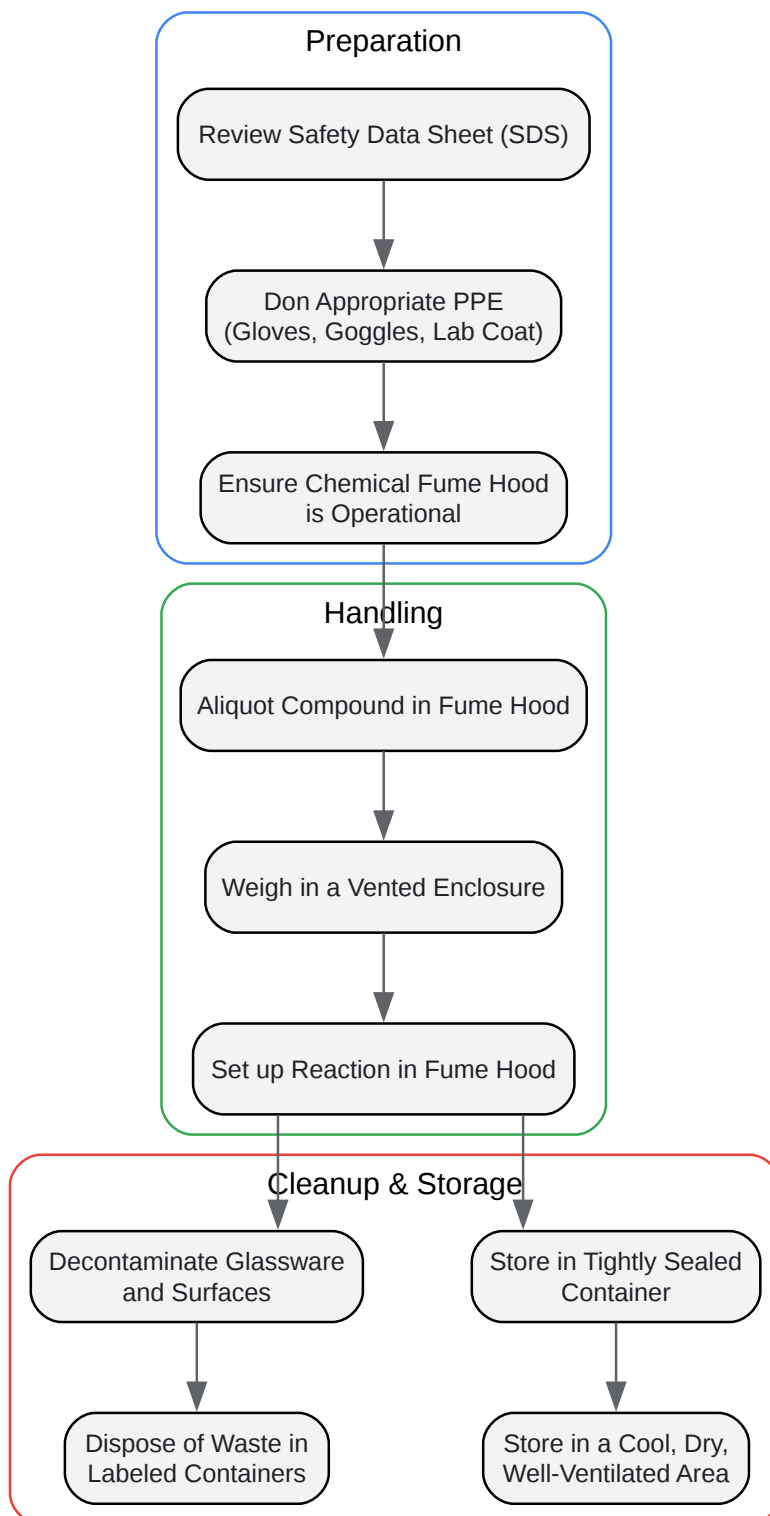 Preparation
Review Safety Data Sheet (SDS)
Don Appropriate PPE
(Gloves, Goggles, Lab Coat)
Ensure Chemical Fume Hood
is Operational
Handling
Aliquot Compound in Fume Hood
Weigh in a Vented Enclosure
Set up Reaction in Fume Hood
Cleanup & Storage
Decontaminate Glassware
and Surfaces
Store in Tightly Sealed
Container
Dispose of Waste in
Labeled Containers
Store in a Cool, Dry,
Well-Ventilated Area